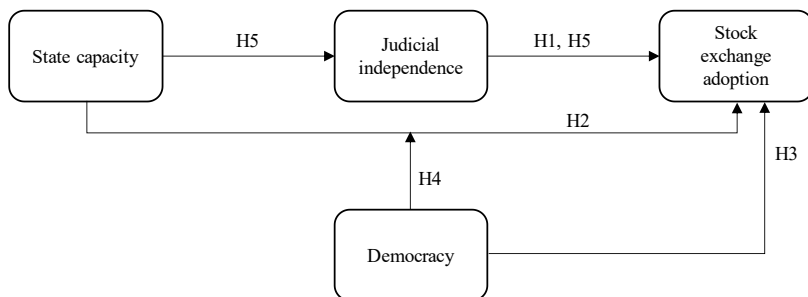 State capacity
H5
Judicial
independence
H1, H5
Stock
exchange
adoption
H2
H3
H4
Democracy